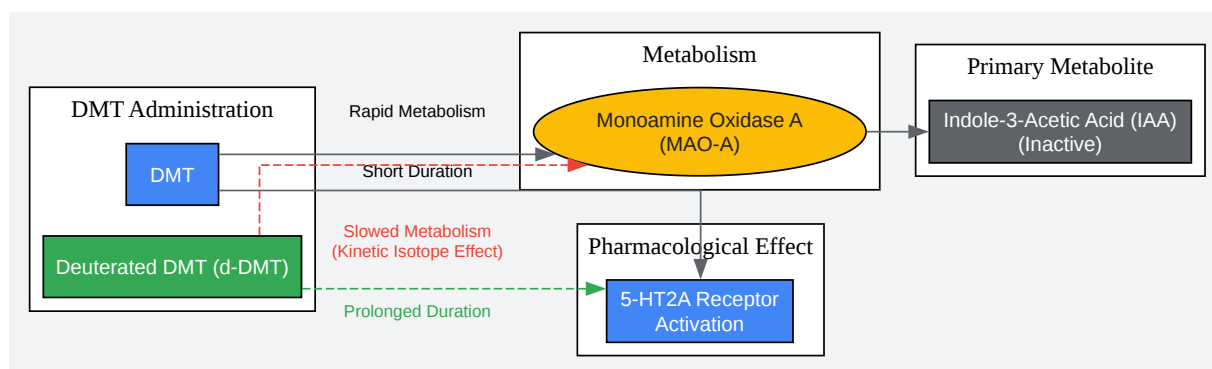 DMT Administration
DMT
Deuterated DMT (d-DMT)
Rapid Metabolism
Short Duration
Slowed Metabolism
(Kinetic Isotope Effect)
Prolonged Duration
Metabolism
Monoamine Oxidase A
(MAO-A)
Pharmacological Effect
5-HT2A Receptor
Activation
Primary Metabolite
Indole-3-Acetic Acid (IAA)
(Inactive)